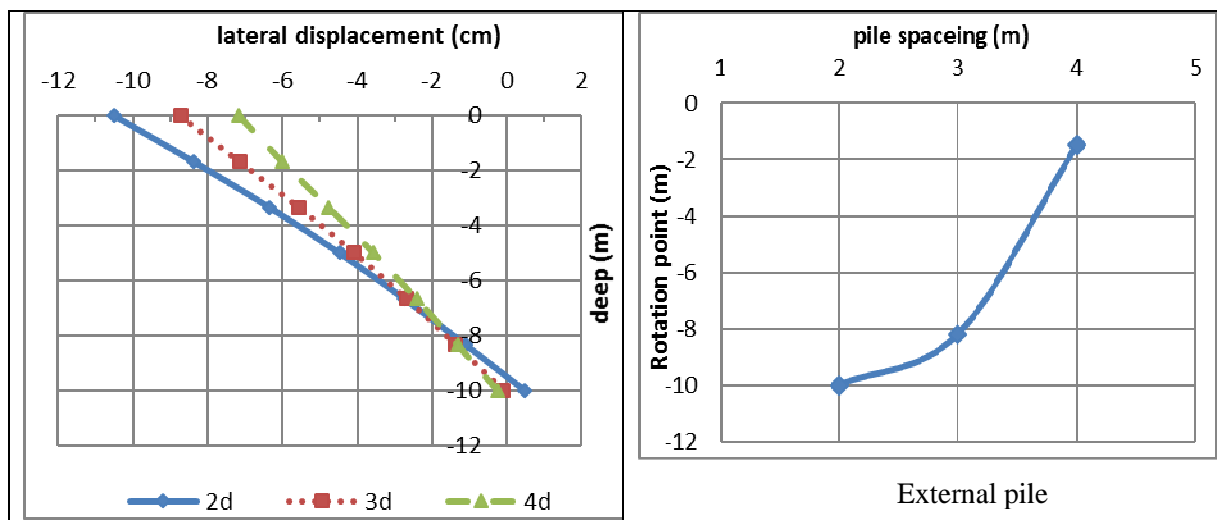 lateral displacement (cm)
-12 -10 -8 -6 -4 -2 0 2
-0
-2
-4
-6
-8
-10
-12
deep (m)
2d 3d 4d
pile spaceing (m)
1 2 3 4 5
0
-2
-4
-6
-8
-10
-12
Rotation point (m)
External pile